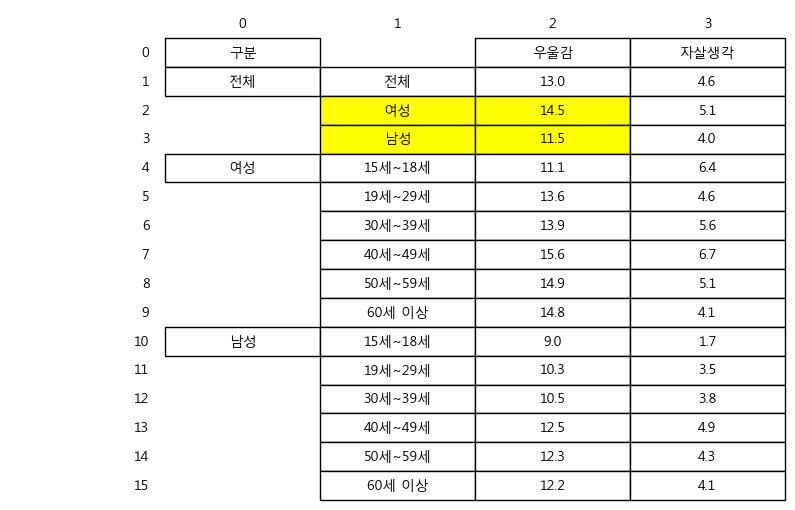 0 1 2 3
0 구분 우울감 자살생각
1 전체 전체 13.0 4.6
2 여성 14.5 5.1
3 남성 11.5 4.0
4 여성 15세~18세 11.1 6.4
5 19세~29세 13.6 4.6
6 30세~39세 13.9 5.6
7 40세~49세 15.6 6.7
8 50세~59세 14.9 5.1
9 60세 이상 14.8 4.1
10 남성 15세~18세 9.0 1.7
11 19세~29세 10.3 3.5
12 30세~39세 10.5 3.8
13 40세~49세 12.5 4.9
14 50세~59세 12.3 4.3
15 60세 이상 12.2 4.1